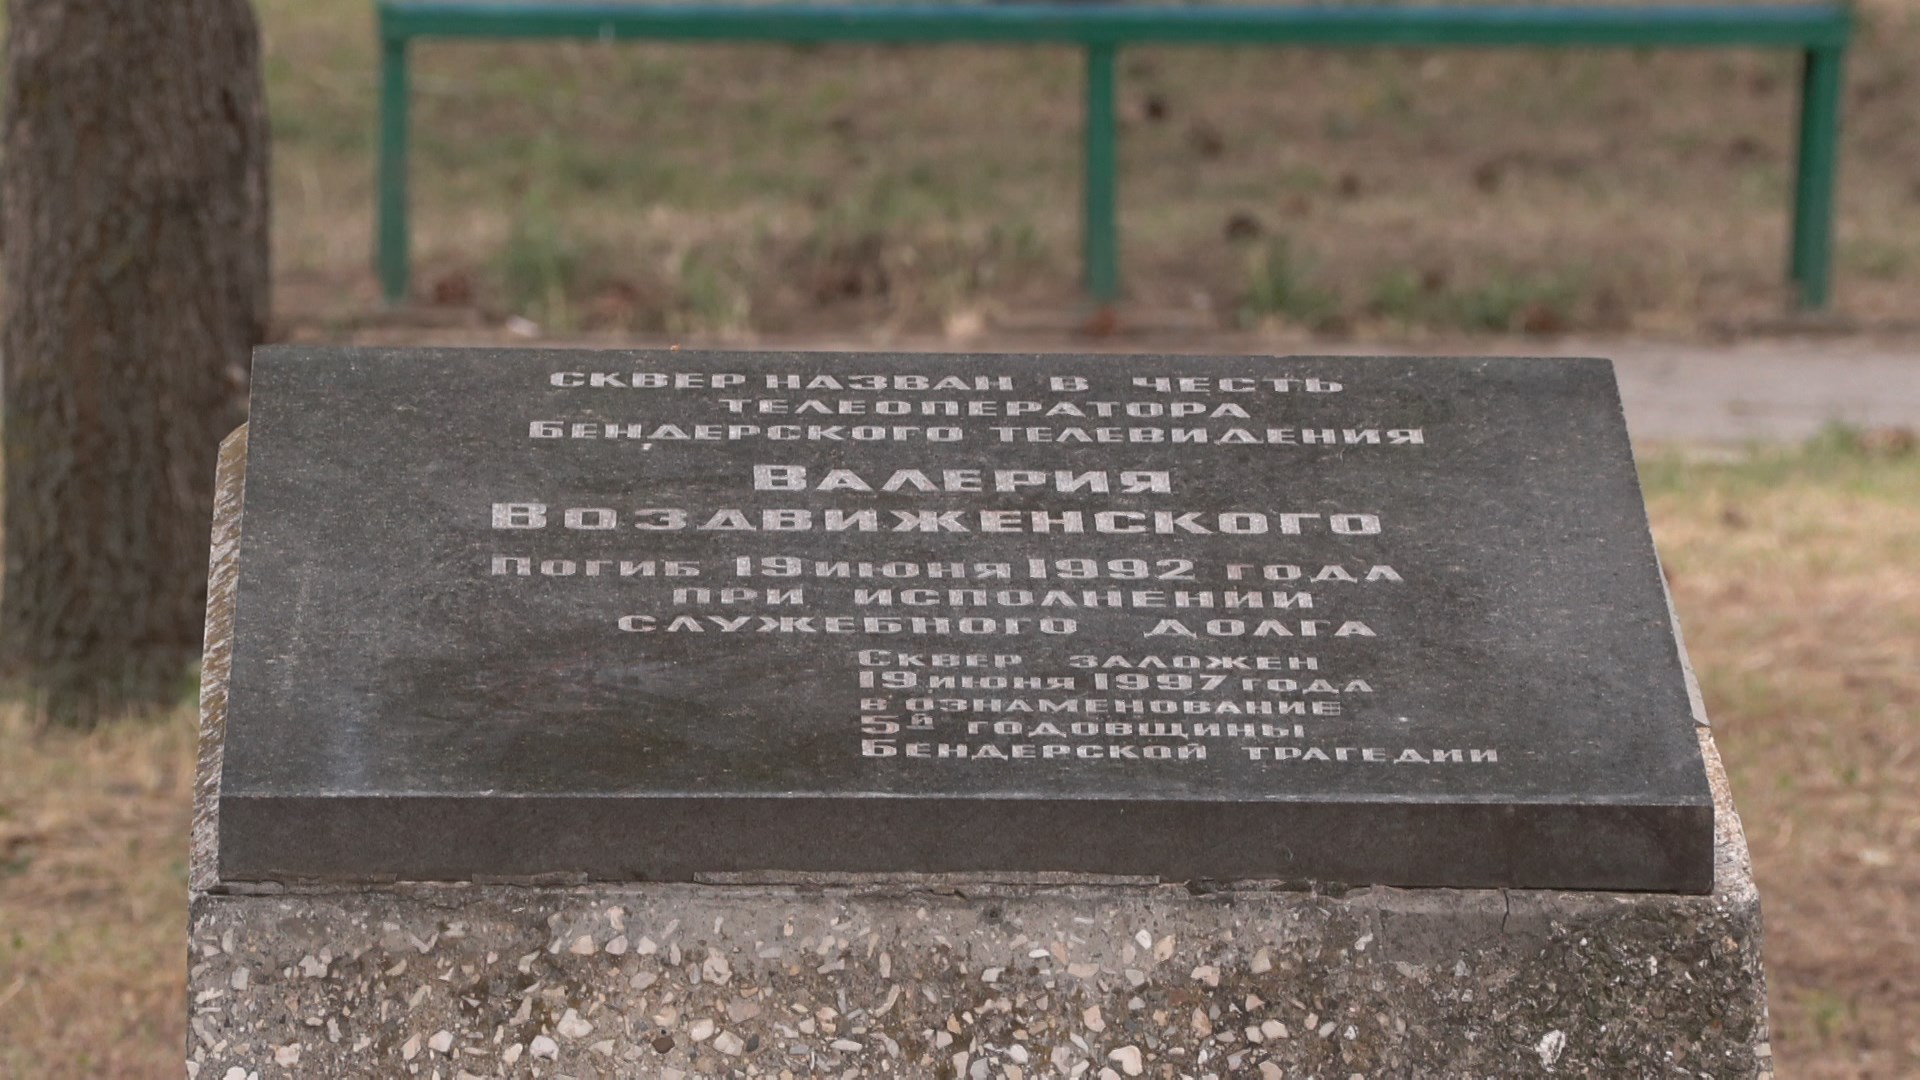 СКВЕР НАЗВАН В ЧЕСТЬ
ТЕЛЕОПЕРАТОРА
БЕНДЕРСКОГО ТЕЛЕВИДЕНИЯ
ВАЛЕРИЯ
ВОЗДВИЖЕНСКОГО
ПОГИБ 19 ИЮНЯ 1992 ГОДА
ПРИ ИСПОЛНЕНИИ
СЛУЖЕБНОГО ДОЛГА
СКВЕР ЗАЛОЖЕН
19 ИЮНЯ 1997 ГОДА
В ОЗНАМЕНОВАНИЕ
5й ГОДОВЩИНЫ
БЕНДЕРСКОЙ ТРАГЕДИИ